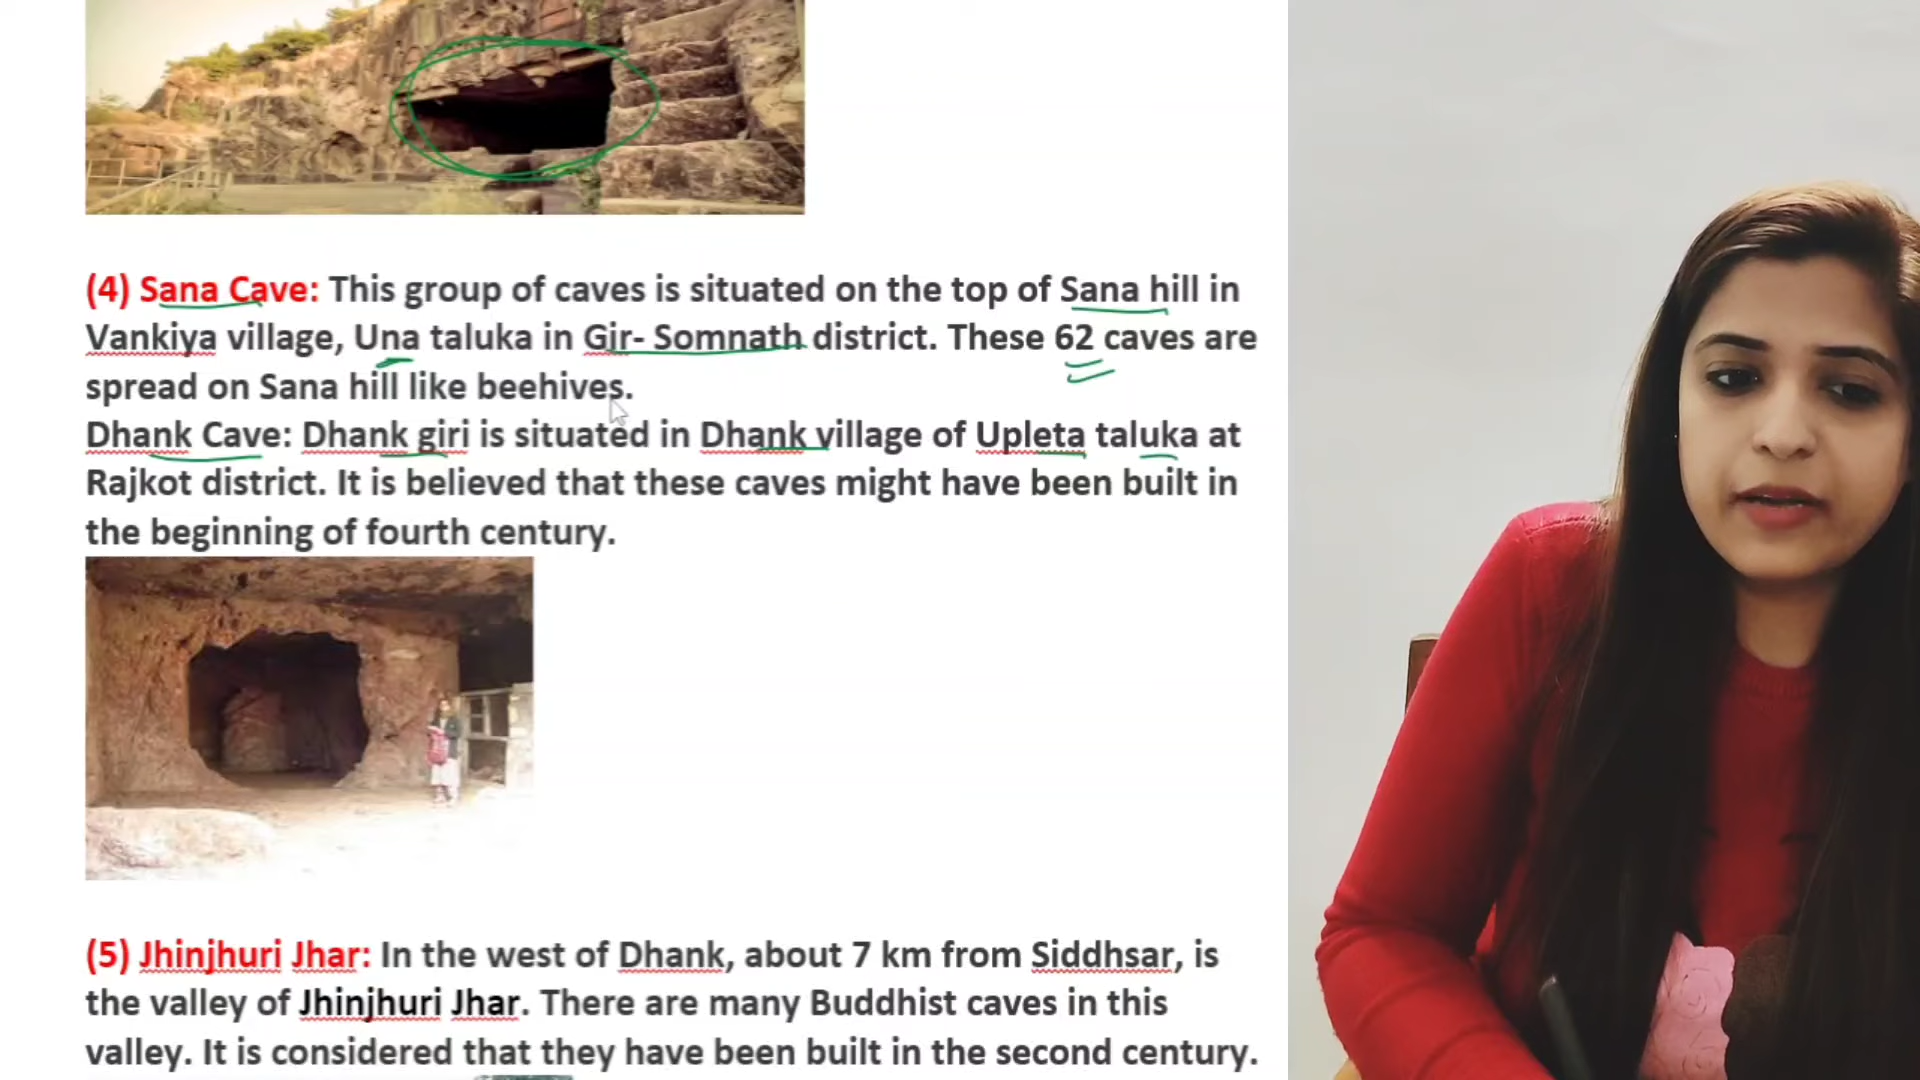 (4) Sana Cave: This group of caves is situated on the top of Sana hill in
Vankiya village, Una taluka in Gir- Somnath district. These 62 caves are
spread on Sana hill like beehives.
Dhank Cave: Dhank giri is situated in Dhank village of Upleta taluka at
Rajkot district. It is believed that these caves might have been built in
the beginning of fourth century.
(5) Jhinjhuri Jhar: In the west of Dhank, about 7 km from Siddhsar, is
the valley of Jhinjhuri Jhar. There are many Buddhist caves in this
valley. It is considered that they have been built in the second century.